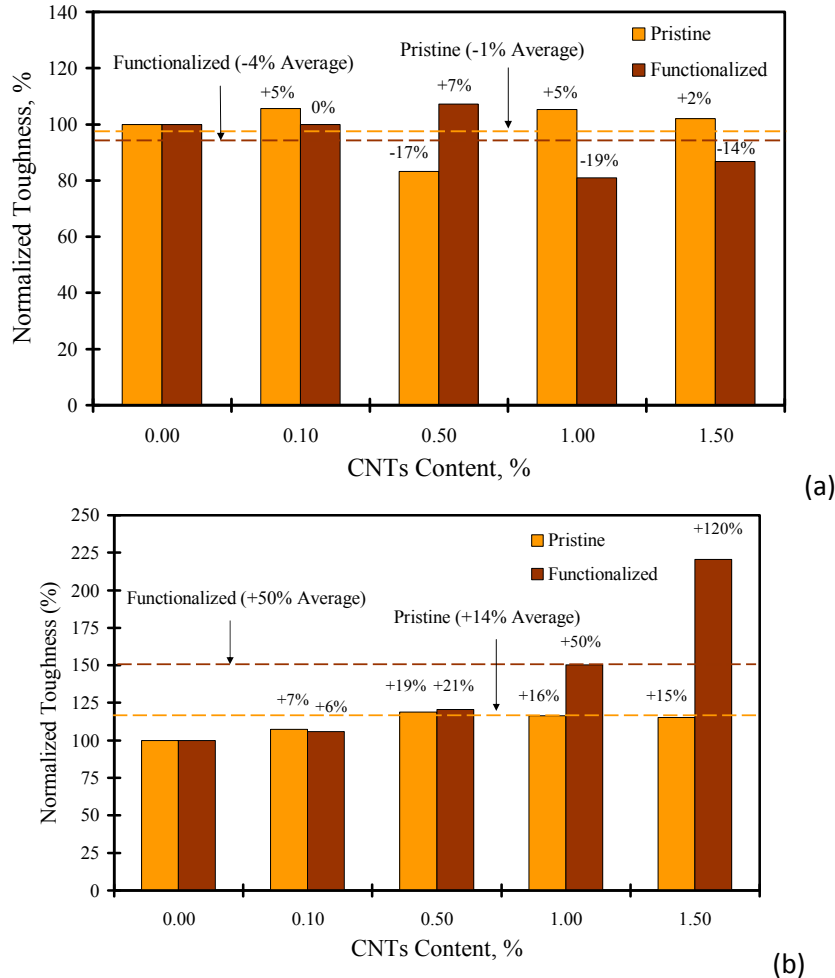 140
120
100
80
60
40
20
0
Normalized Toughness, %
Pristine
Functionalized
Functionalized (-4% Average)
Pristine (-1% Average)
+5%
0%
-17%
+7%
+5%
-19%
+2%
-14%
0.00 0.10 0.50 1.00 1.50
CNTs Content, %
(a)
250
225
200
175
150
125
100
75
50
25
0
Normalized Toughness (%)
Pristine
Functionalized
Functionalized (+50% Average)
Pristine (+14% Average)
+7%
+6%
+19%
+21%
+16%
+50%
+15%
+120%
0.00 0.10 0.50 1.00 1.50
CNTs Content, %
(b)